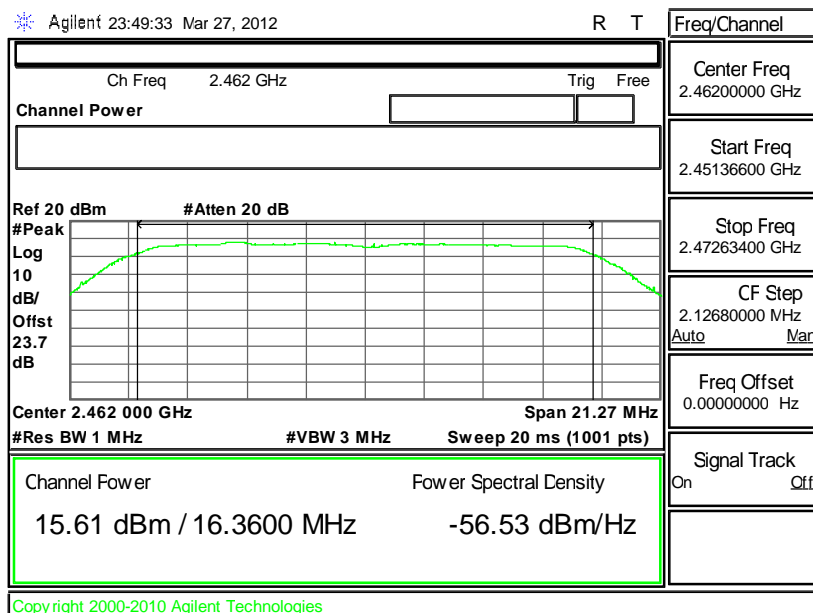 Agilent 23:49:33 Mar 27, 2012 R T
Freq/Channel
Ch Freq 2.462 GHz Trig Free
Channel Power
Center Freq
2.46200000 GHz
Start Freq
2.45136600 GHz
Stop Freq
2.47263400 GHz
CF Step
2.12680000 MHz
Auto Man
Freq Offset
0.00000000 Hz
Signal Track
On Off
Ref 20 dBm #Atten 20 dB
#Peak
Log
10
dB/
Offst
23.7
dB
Center 2.462 000 GHz Span 21.27 MHz
#Res BW 1 MHz #VBW 3 MHz Sweep 20 ms (1001 pts)
Channel Power Power Spectral Density
15.61 dBm / 16.3600 MHz -56.53 dBm/Hz
Copyright 2000-2010 Agilent Technologies